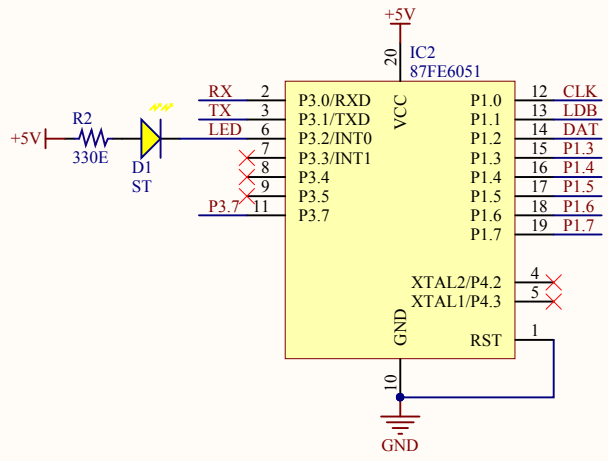 +5V
IC2
87FE6051
20
VCC
RX 2 P3.0/RXD
TX 3 P3.1/TXD
LED 6 P3.2/INT0
7 P3.3/INT1
8 P3.4
9 P3.5
P3.7 11 P3.7
R2
330E
+5V
D1
ST
P1.0 12 CLK
P1.1 13 LDB
P1.2 14 DAT
P1.3 15 P1.3
P1.4 16 P1.4
P1.5 17 P1.5
P1.6 18 P1.6
P1.7 19 P1.7
XTAL2/P4.2 4
XTAL1/P4.3 5
RST 1
GND
10
GND